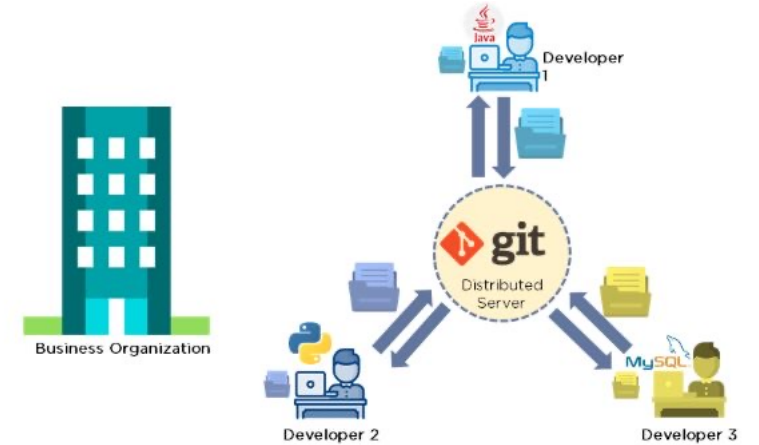 Java
Developer
1
git
Distributed
Server
Business Organization
MySQL
Developer 2
Developer 3